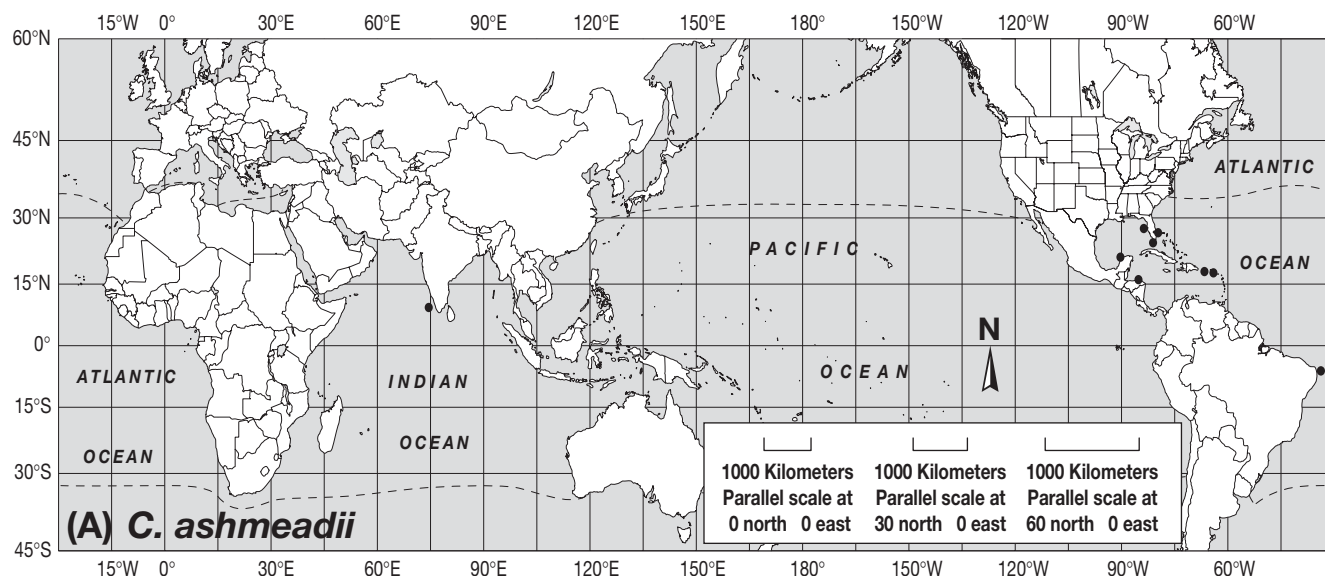 15°W 0° 30°E 60°E 90°E 120°E 150°E 180° 150°W 120°W 90°W 60°W
60°N
45°N
ATLANTIC
30°N
PACIFIC
OCEAN
15°N
N
0°
ATLANTIC INDIAN OCEAN
15°S
OCEAN OCEAN
30°S
1000 Kilometers 1000 Kilometers 1000 Kilometers
Parallel scale at Parallel scale at Parallel scale at
0 north 0 east 30 north 0 east 60 north 0 east
(A) C. ashmeadii
45°S
15°W 0° 30°E 60°E 90°E 120°E 150°E 180° 150°W 120°W 90°W 60°W